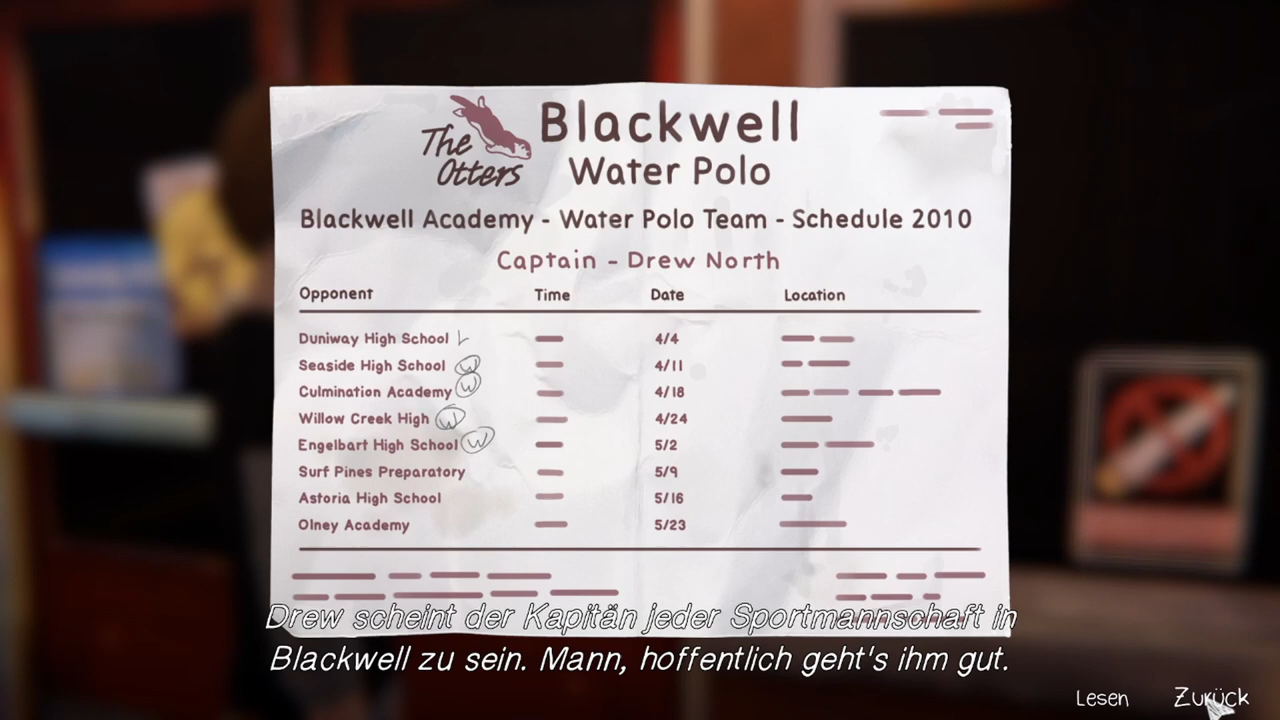 The
Otters
Blackwell
Water Polo
Blackwell Academy - Water Polo Team - Schedule 2010
Captain - Drew North
Opponent Time Date Location
Duniway High School L 4/4
Seaside High School W 4/11
Culmination Academy W 4/18
Willow Creek High W 4/24
Engelbart High School W 5/2
Surf Pines Preparatory 5/9
Astoria High School 5/16
Olney Academy 5/23
Drew scheint der Kapitän jeder Sportmannschaft in
Blackwell zu sein. Mann, hoffentlich geht's ihm gut.
Lesen Zurück